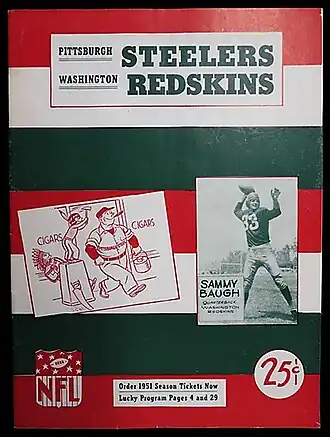 PITTSBURGH STEELERS
WASHINGTON REDSKINS
CIGARS CIGARS
33
SAMMY
BAUGH
QUARTERBACK
WASHINGTON
REDSKINS
NFL
Order 1951 Season Tickets Now
Lucky Program Pages 4 and 29
25¢